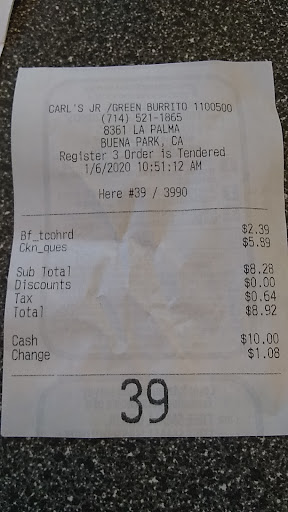 CARL'S JR /GREEN BURRITO 1100500
(714) 521-1865
8361 LA PALMA
BUENA PARK, CA
Register 3 Order is Tendered
1/6/2020 10:51:12 AM
Here #39 / 3990
Bf_tcohrd $2.39
Ckn_ques $5.89
Sub Total $8.28
Discounts $0.00
Tax $0.64
Total $8.92
Cash $10.00
Change $1.08
39